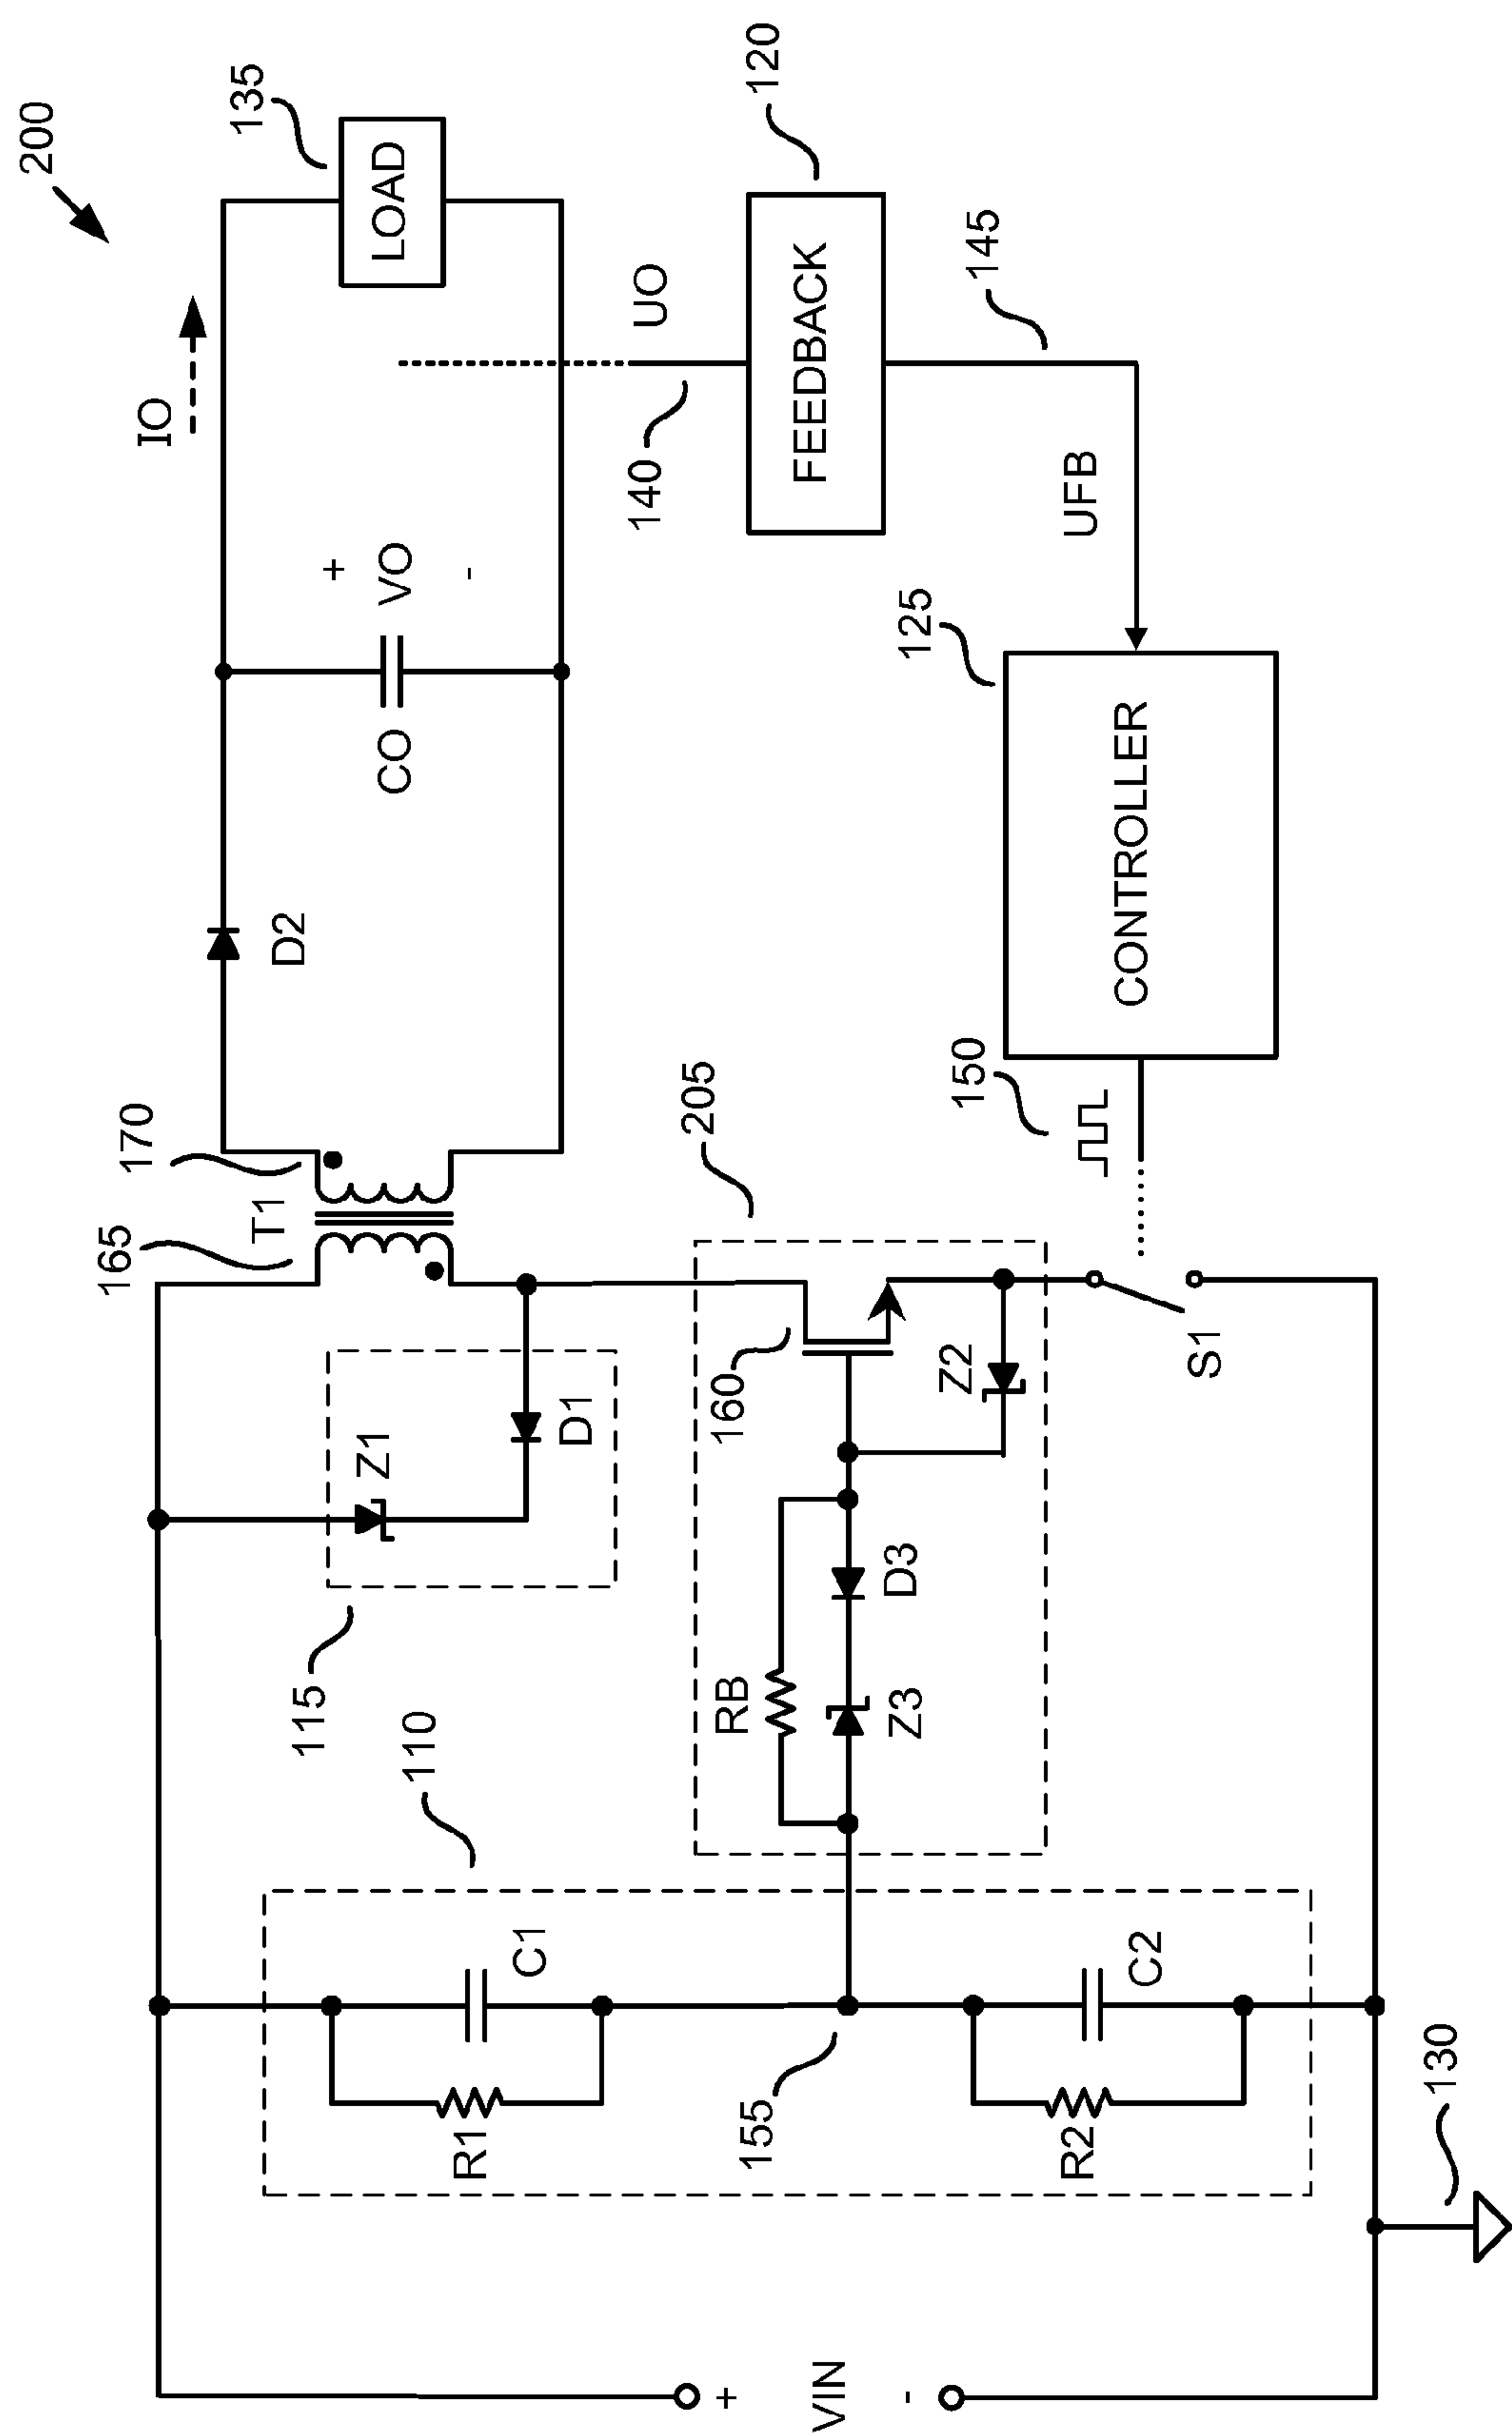 200
IO
135
LOAD
165
T1
170
D2
CO
+
VO
-
UO
140
120
FEEDBACK
145
UFB
125
CONTROLLER
150
115
Z1
D1
205
160
Z2
S1
RB
D3
Z3
110
R1
C1
155
R2
C2
+
VIN
-
130